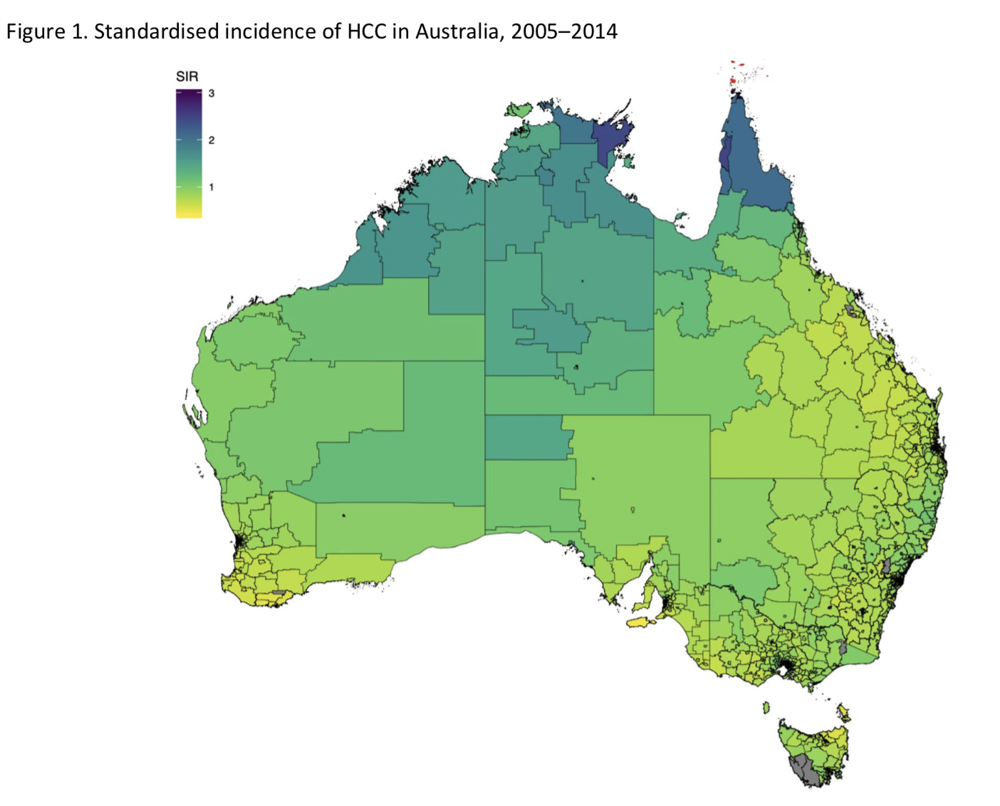 Figure 1. Standardised incidence of HCC in Australia, 2005–2014
SIR
3
2
1